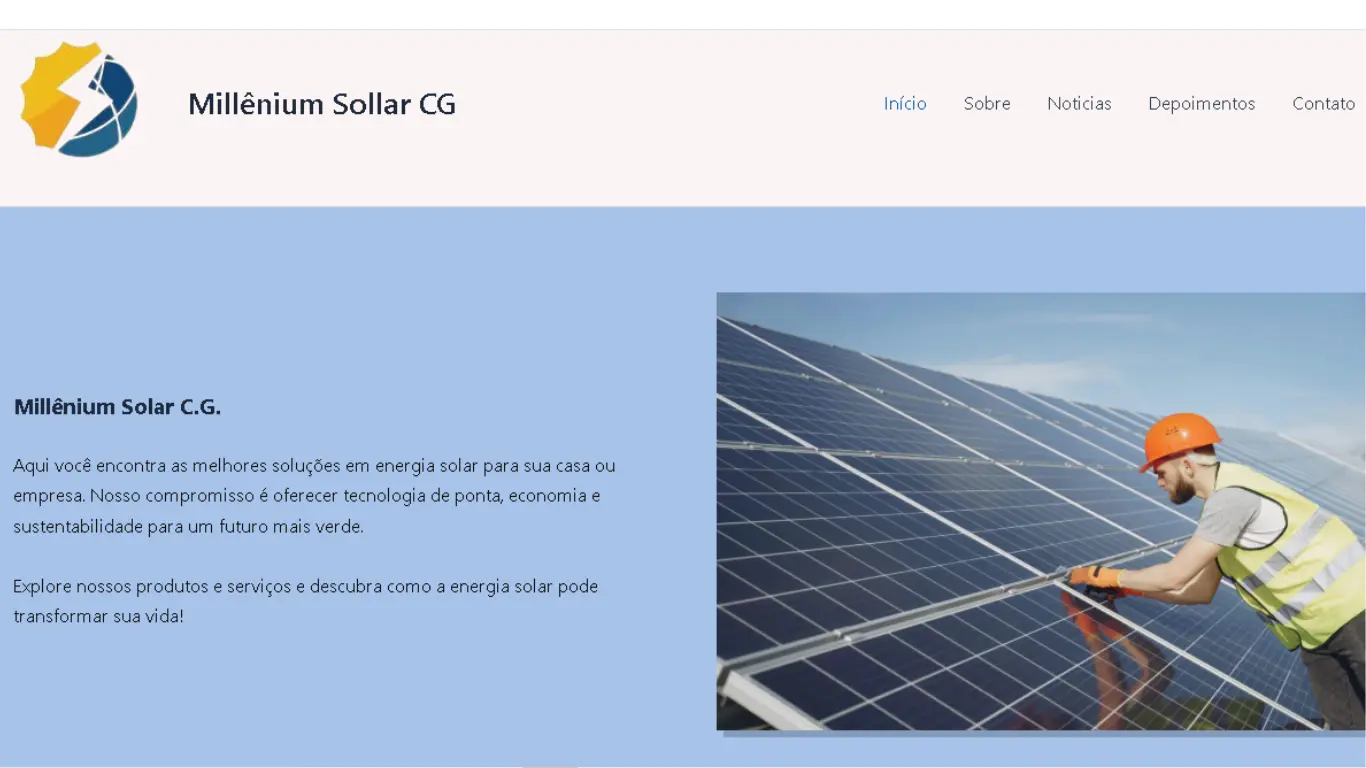 Millênium Sollar CG
Início
Sobre
Noticias
Depoimentos
Contato
Millênium Solar C.G.
Aqui você encontra as melhores soluções em energia solar para sua casa ou
empresa. Nosso compromisso é oferecer tecnologia de ponta, economia e
sustentabilidade para um futuro mais verde.
Explore nossos produtos e serviços e descubra como a energia solar pode
transformar sua vida!